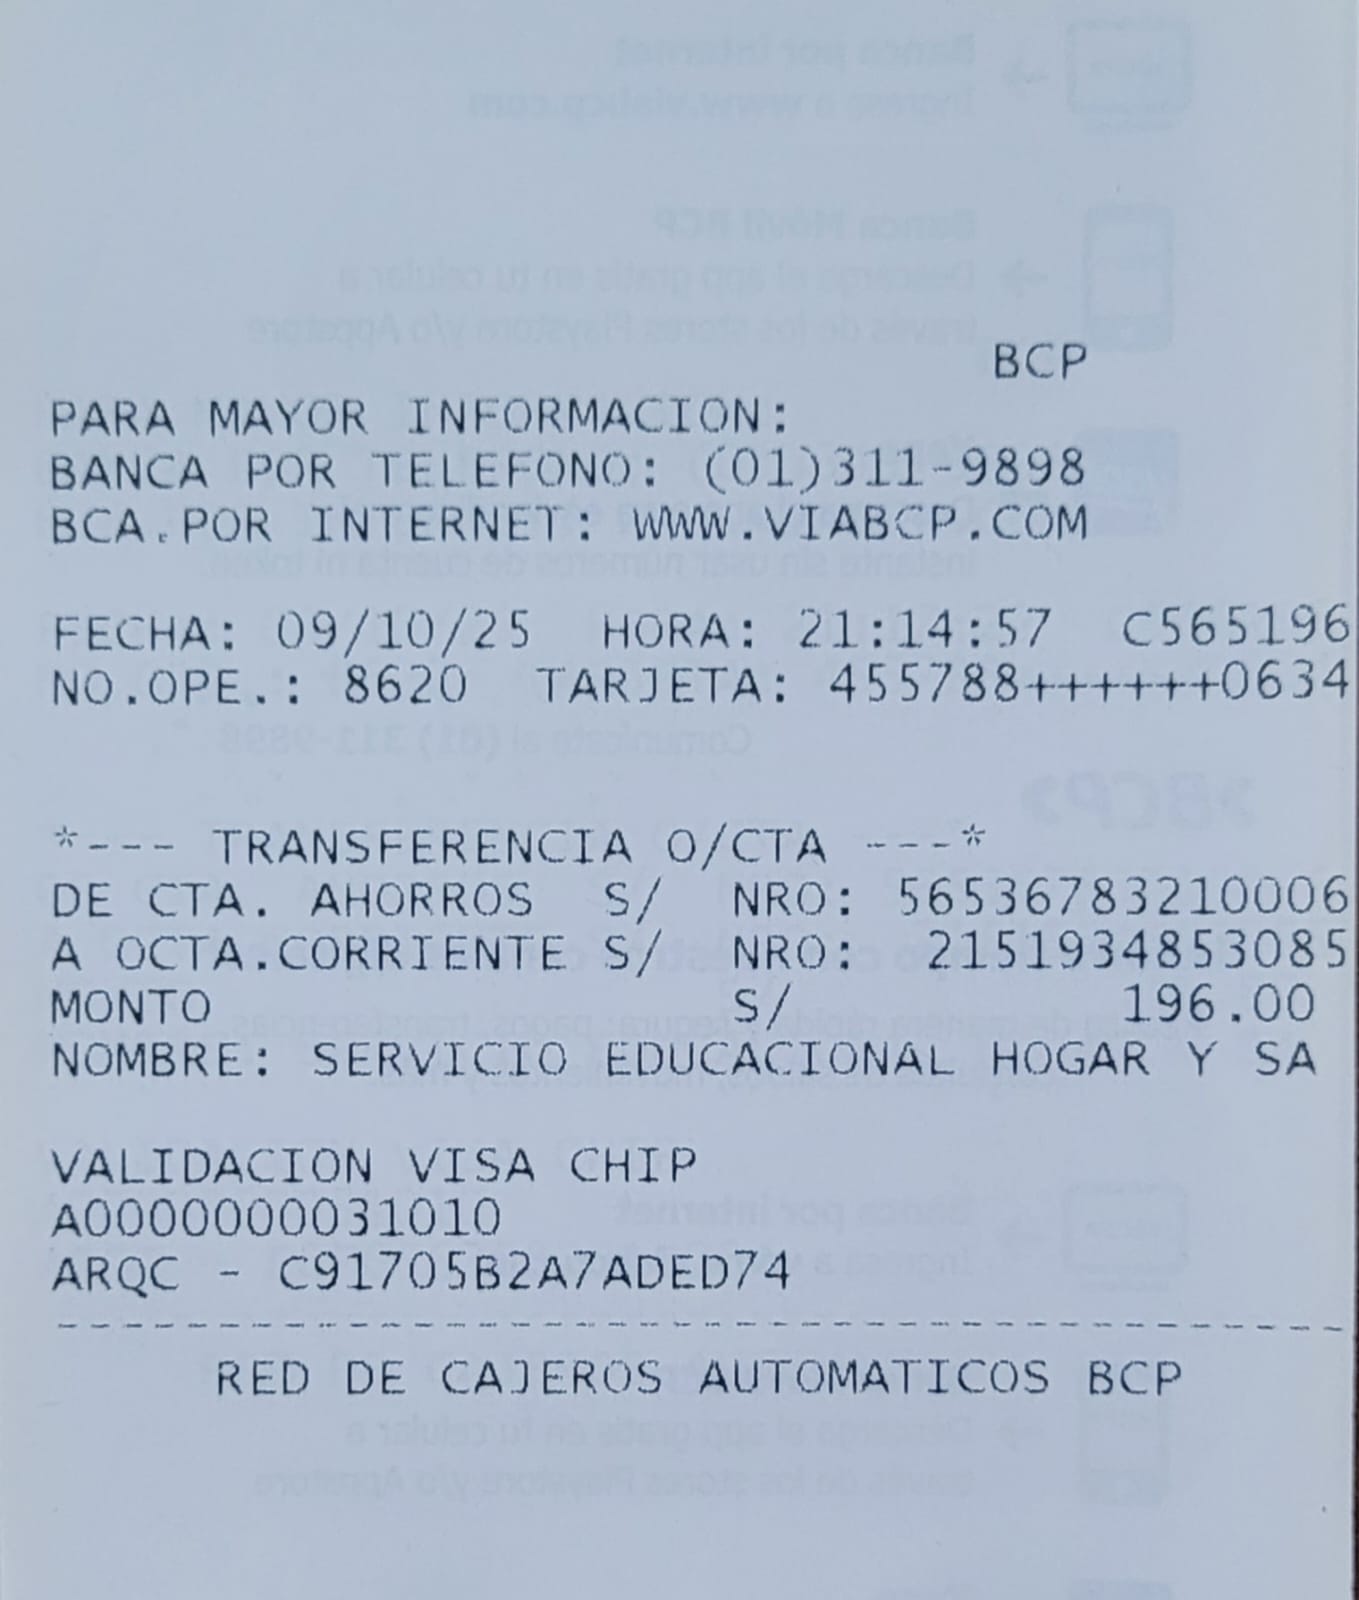 BCP
PARA MAYOR INFORMACION:
BANCA POR TELEFONO: (01)311-9898
BCA.POR INTERNET: WWW.VIABCP.COM
FECHA: 09/10/25 HORA: 21:14:57 C565196
NO.OPE.: 8620 TARJETA: 455788++++++0634
*--- TRANSFERENCIA O/CTA ---*
DE CTA. AHORROS S/ NRO: 56536783210006
A OCTA.CORRIENTE S/ NRO: 2151934853085
MONTO S/ 196.00
NOMBRE: SERVICIO EDUCACIONAL HOGAR Y SA
VALIDACION VISA CHIP
A0000000031010
ARQC - C91705B2A7ADED74
RED DE CAJEROS AUTOMATICOS BCP